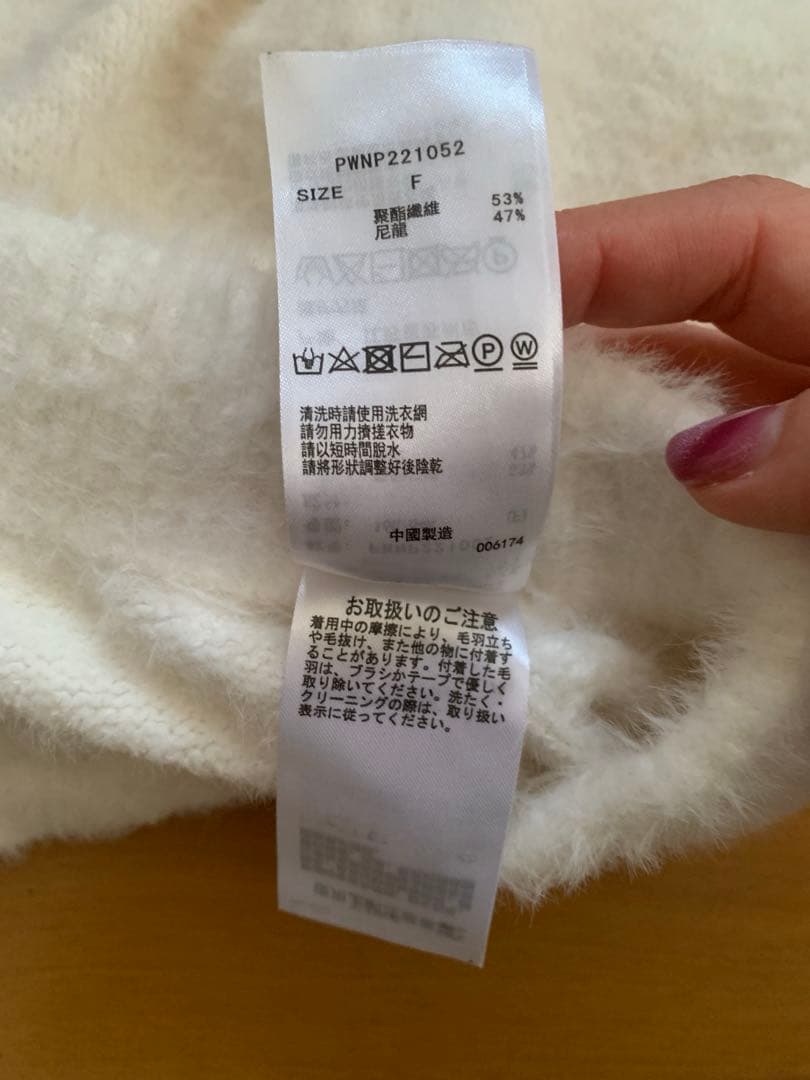 PWNP221052
SIZE F
聚酯纖維 53%
尼龍 47%
P W
清洗時請使用洗衣網
請勿用力擠搓衣物
請以短時間脫水
請將形狀調整好後陰乾
中國製造
006174
お取扱いのご注意
着用中の摩擦により、毛羽立ち
や毛抜け、また他の物に付着す
ることがあります。付着した毛
羽は、ブラシかテープで優しく
取り除いてください。洗たく・
クリーニングの際は、取り扱い
表示に従ってください。